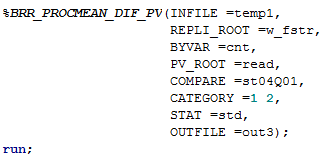 %BRR_PROCMEAN_DIF_PV(INFILE =temp1,
REPLI_ROOT =w_fstr,
BYVAR =cnt,
PV_ROOT =read,
COMPARE =st04Q01,
CATEGORY =1 2,
STAT =std,
OUTFILE =out3);
run;